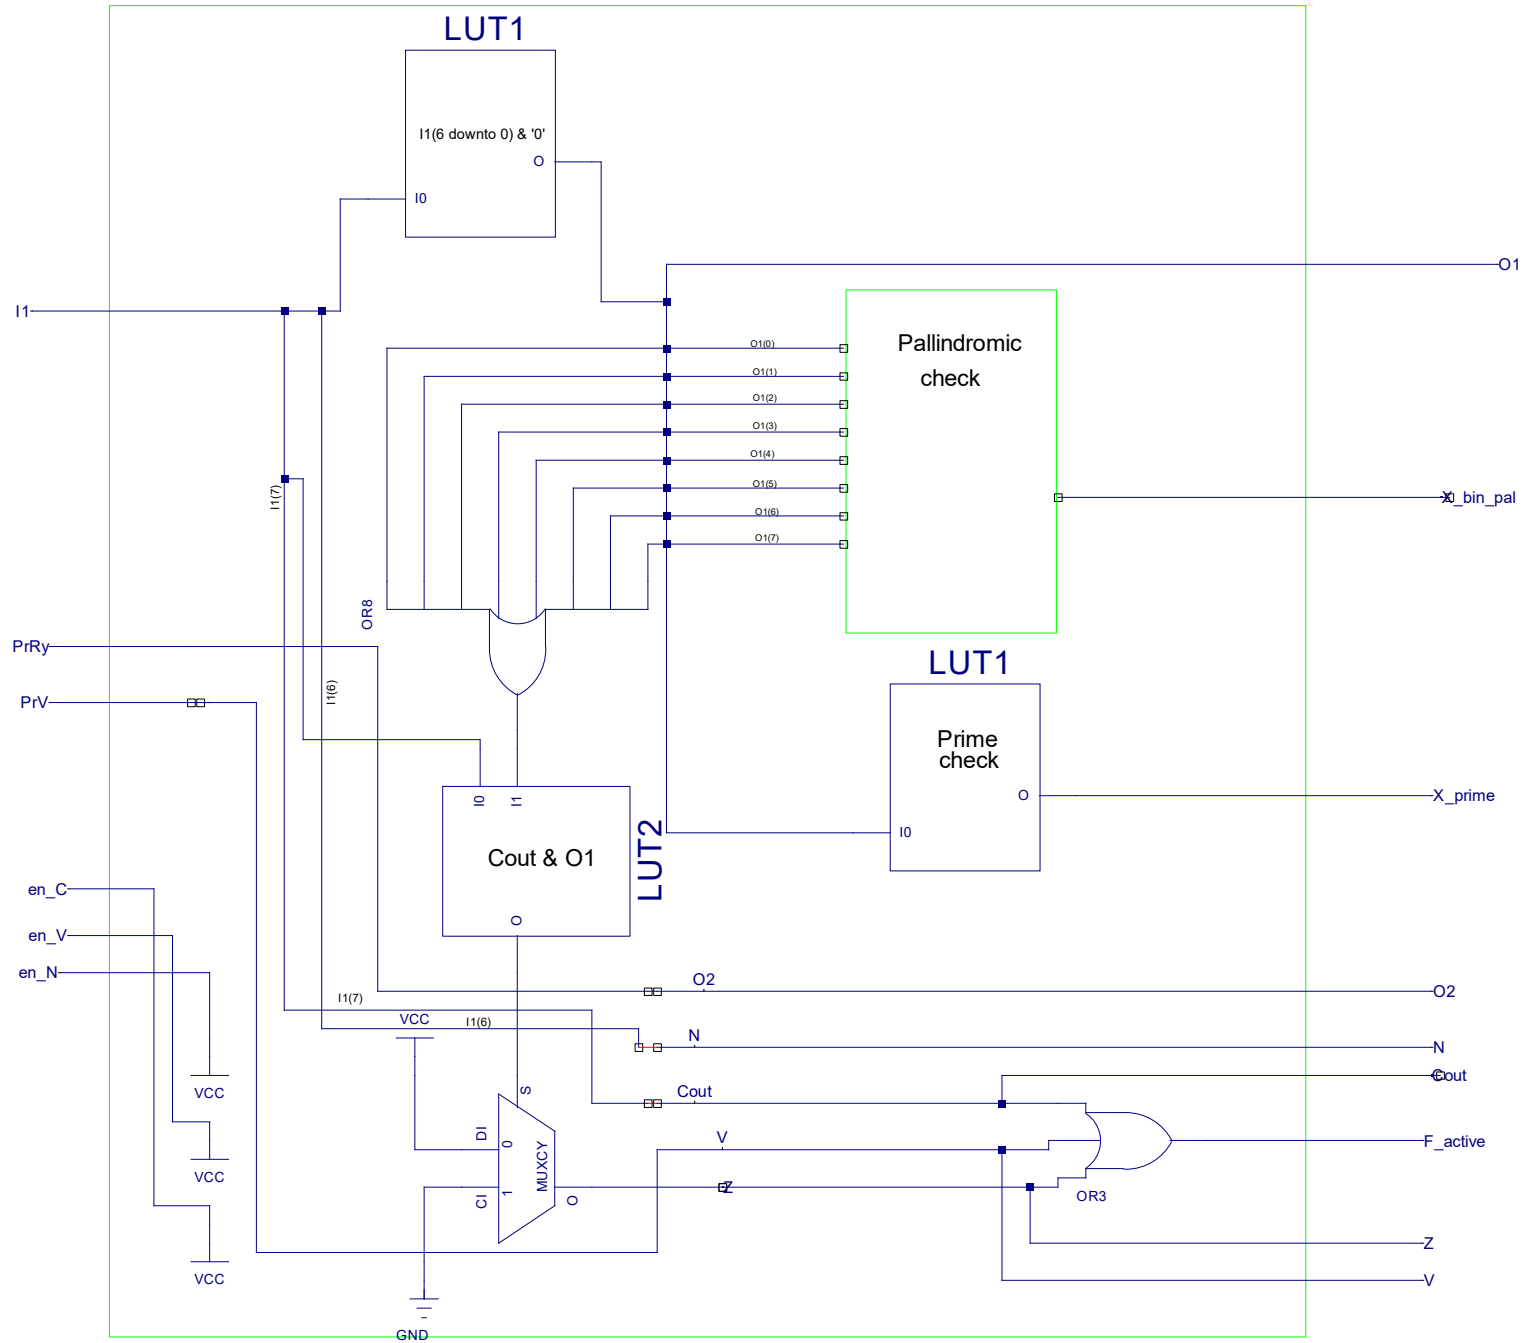 LUT1
I1(6 downto 0) & '0'
O
I0
O1
I1
Pallindromic
check
O1(0)
O1(1)
O1(2)
O1(3)
O1(4)
O1(5)
O1(6)
O1(7)
I1(7)
X_bin_pal
OR8
PrRy
PrV
I1(6)
LUT1
Prime
check
O
I0
X_prime
I0
I1
Cout & O1
O
LUT2
en_C
en_V
en_N
O2
O2
I1(7)
VCC
I1(6)
N
N
VCC
Cout
Cout
S
DI
0
V
F_active
MUXCY
VCC
CI
1
O
Z
OR3
Z
VCC
V
GND